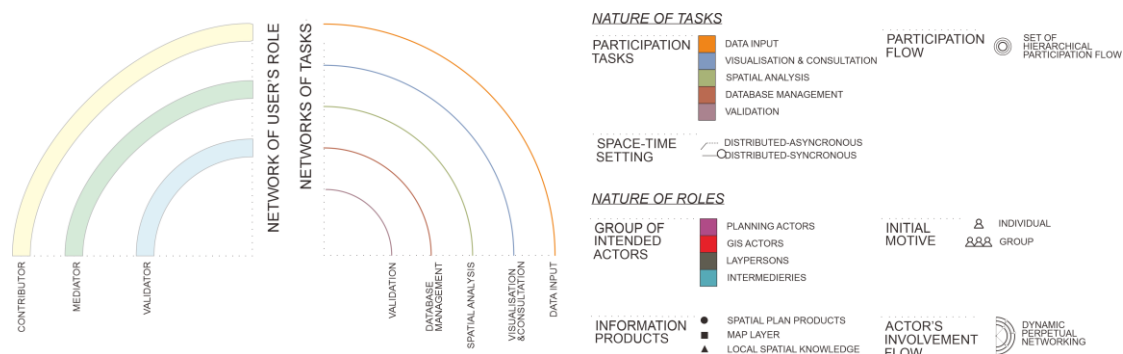 NETWORK OF USER'S ROLE
NETWORKS OF TASKS
CONTRIBUTOR
MEDIATOR
VALIDATOR
VALIDATION
DATABASE
MANAGEMENT
SPATIAL ANALYSIS
VISUALISATION
&CONSULTATION
DATA INPUT
NATURE OF TASKS
PARTICIPATION
TASKS
DATA INPUT
VISUALISATION & CONSULTATION
SPATIAL ANALYSIS
DATABASE MANAGEMENT
VALIDATION
PARTICIPATION
FLOW
SET OF
HIERARCHICAL
PARTICIPATION FLOW
SPACE-TIME
SETTING
DISTRIBUTED-ASYNCRONOUS
DISTRIBUTED-SYNCRONOUS
NATURE OF ROLES
GROUP OF
INTENDED
ACTORS
PLANNING ACTORS
GIS ACTORS
LAYPERSONS
INTERMEDIERIES
INITIAL
MOTIVE
INDIVIDUAL
GROUP
INFORMATION
PRODUCTS
SPATIAL PLAN PRODUCTS
MAP LAYER
LOCAL SPATIAL KNOWLEDGE
ACTOR'S
INVOLVEMENT
FLOW
DYNAMIC
PERPETUAL
NETWORKING